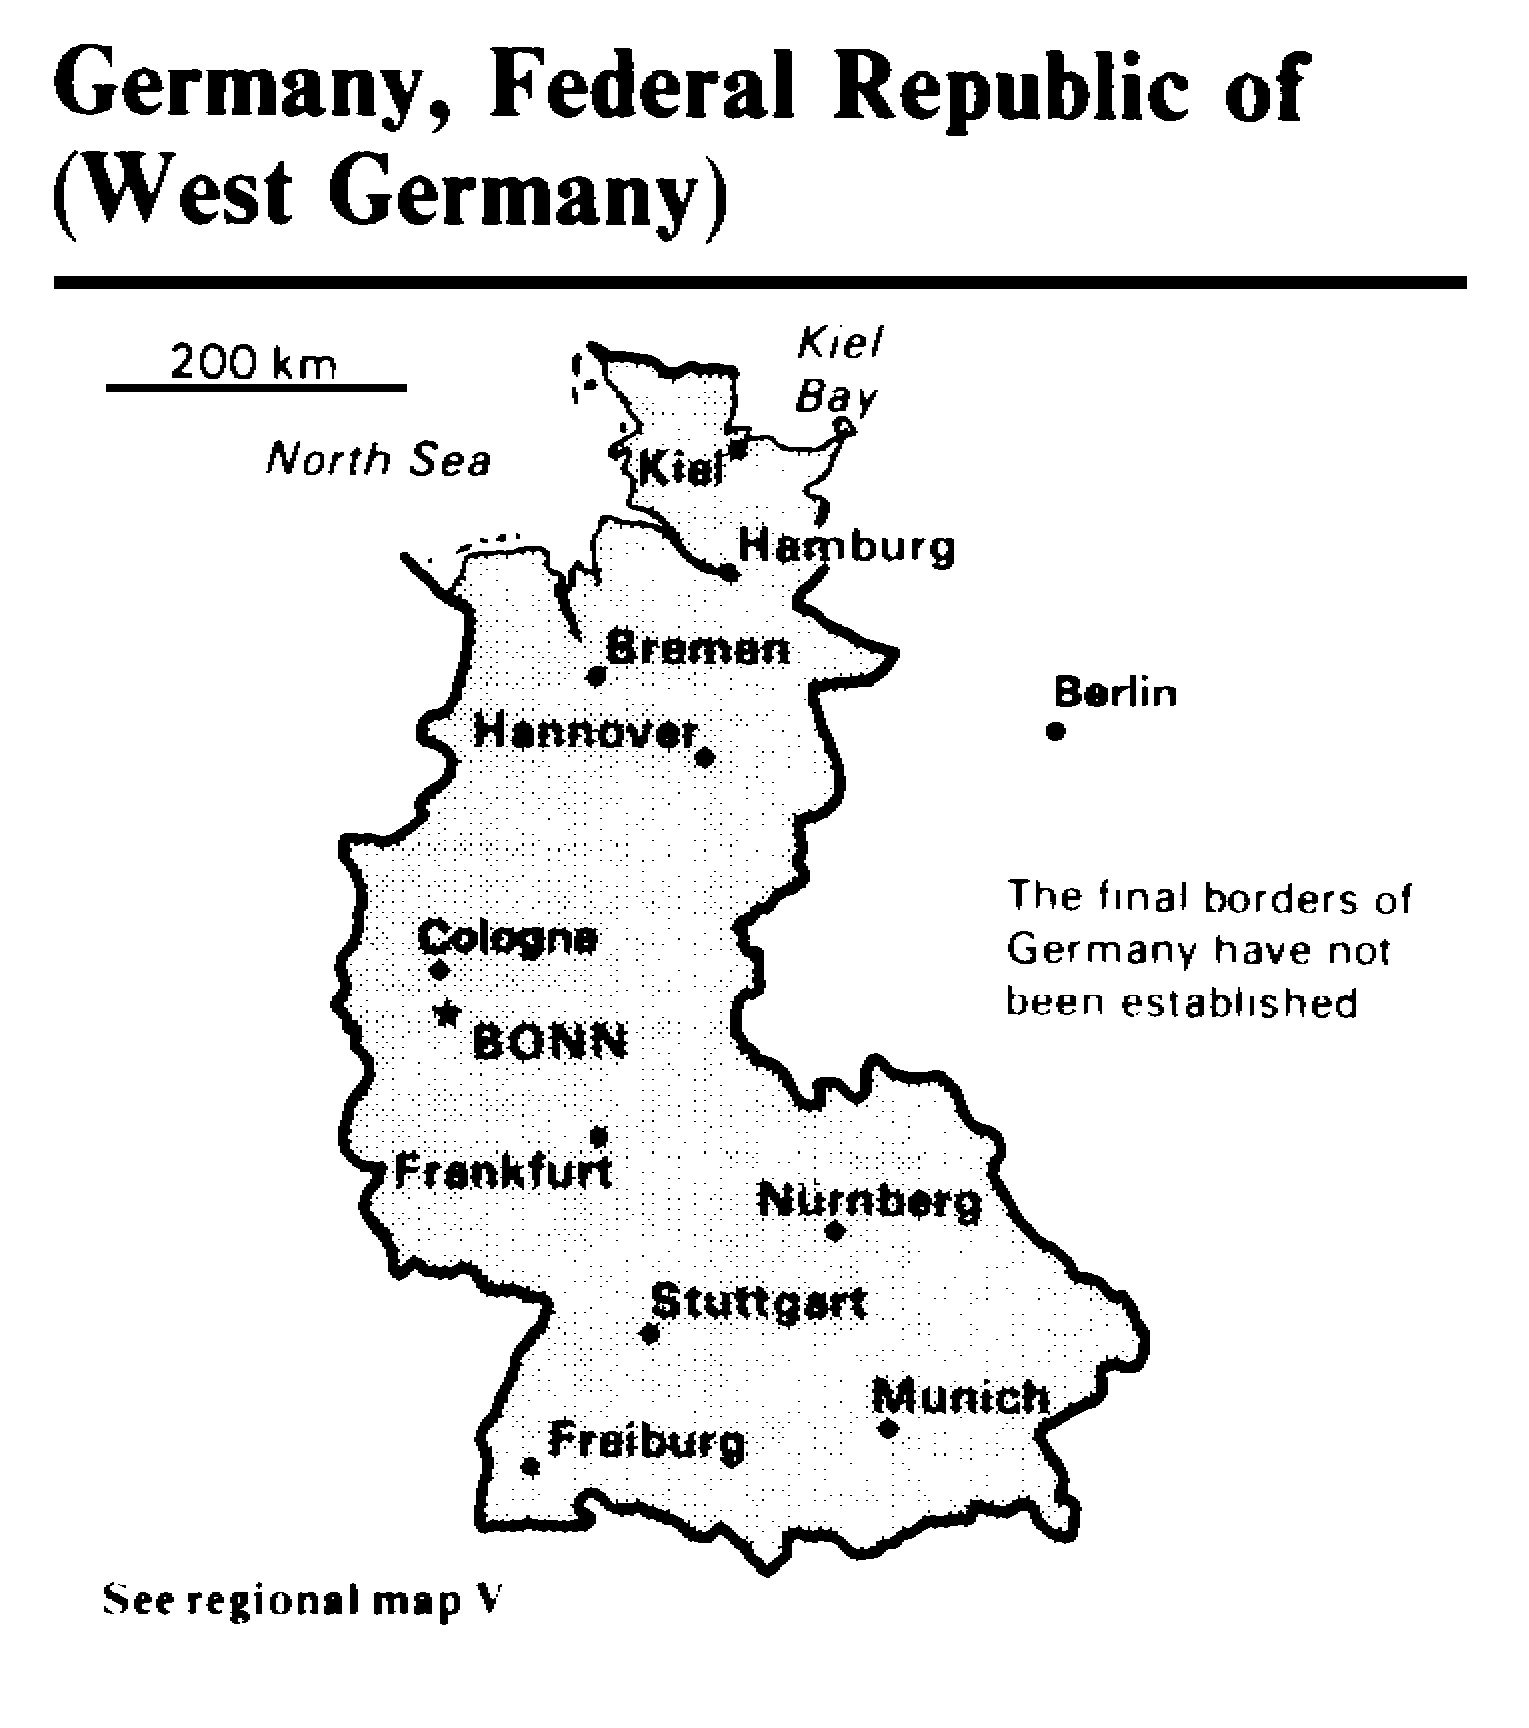 Germany, Federal Republic of
(West Germany)
200 km
Kiel
Bay
North Sea
Kiel
Hamburg
Bremen
Berlin
Hannover
The final borders of
Germany have not
been established
Cologne
BONN
Frankfurt
Nürnberg
Stuttgart
Munich
Freiburg
See regional map V